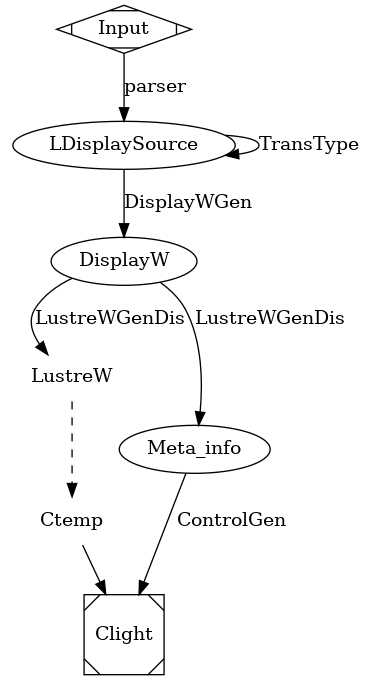 Input
parser
LDisplaySource
TransType
DisplayWGen
DisplayW
LustreWGenDis
LustreWGenDis
LustreW
Meta_info
Ctemp
ControlGen
Clight